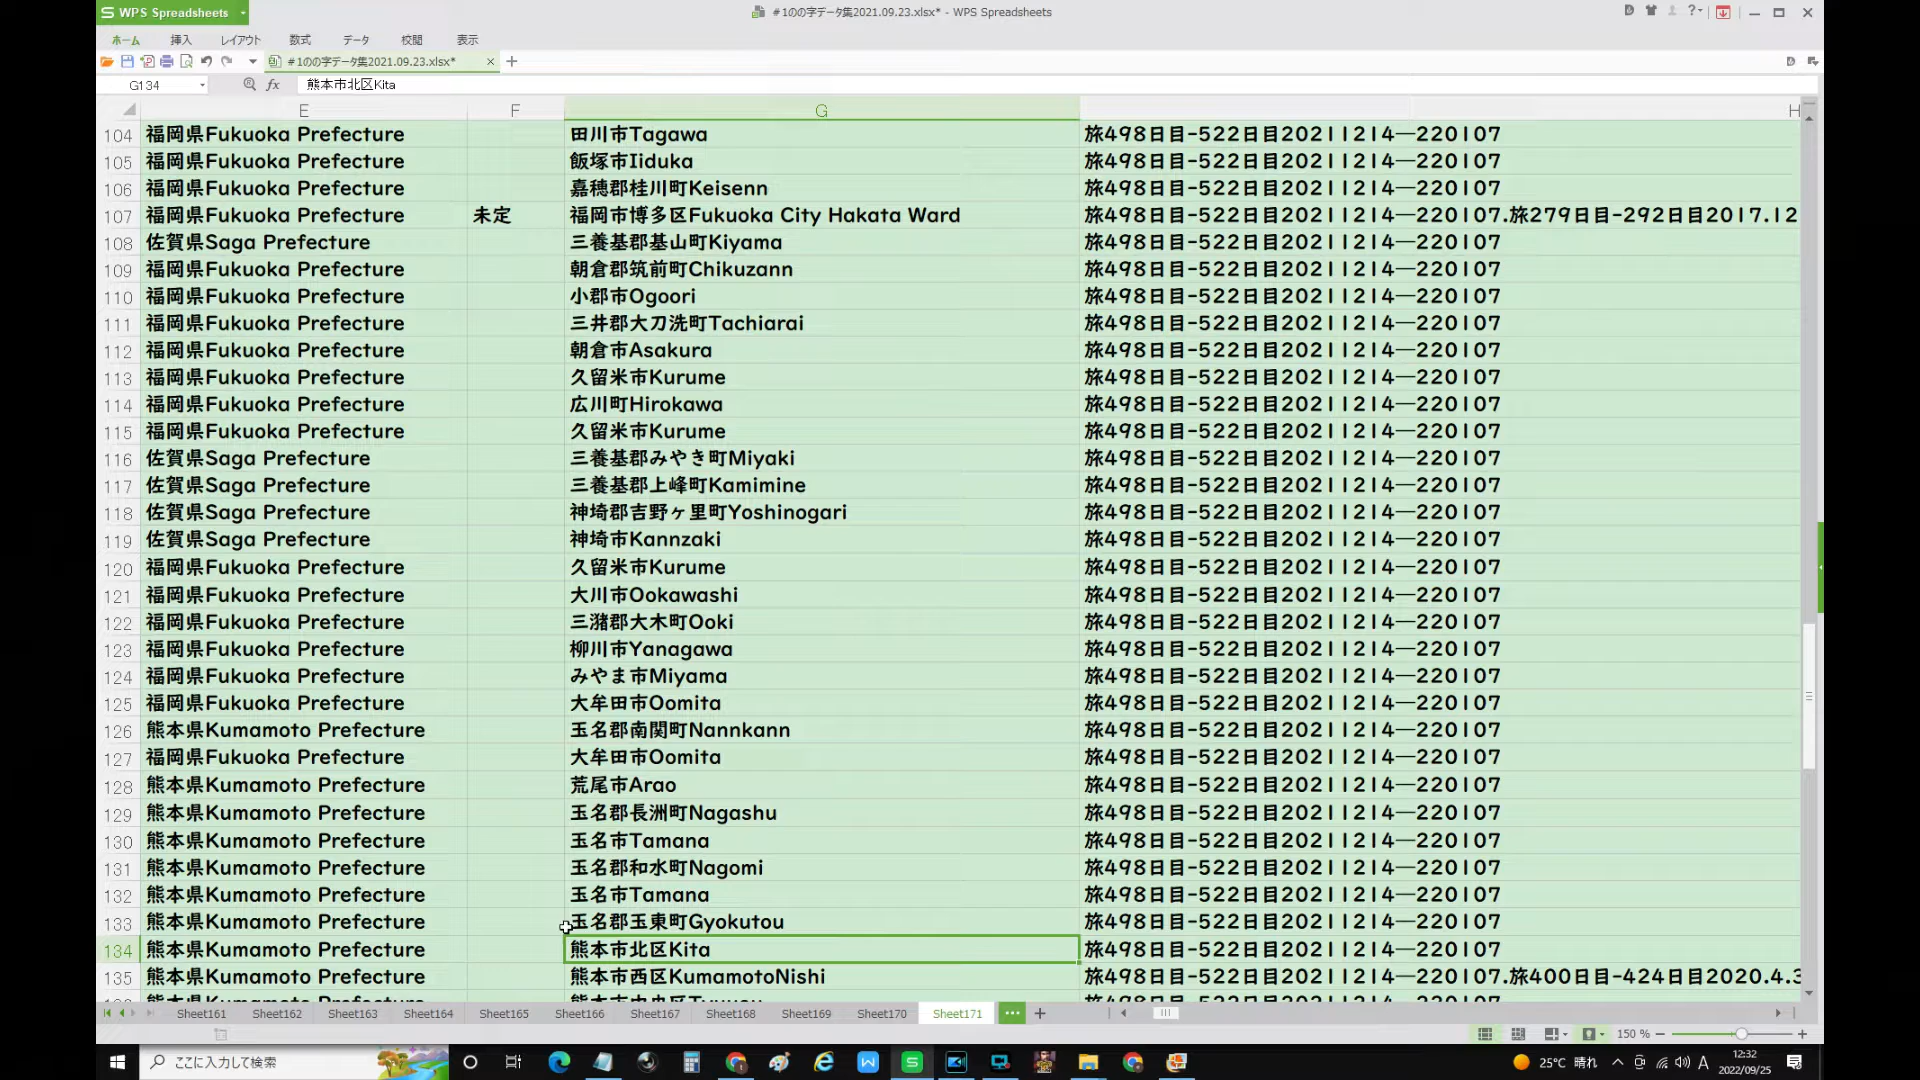 WPS Spreadsheets
#1のの字データ集2021.09.23.xlsx* - WPS Spreadsheets
ホーム 挿入 レイアウト 数式 データ 校閲 表示
#1のの字データ集2021.09.23.xlsx*
G134 fx 熊本市北区Kita
E F G H
104 福岡県Fukuoka Prefecture 田川市Tagawa 旅498日目-522日目20211214—220107
105 福岡県Fukuoka Prefecture 飯塚市Iiduka 旅498日目-522日目20211214—220107
106 福岡県Fukuoka Prefecture 嘉穂郡桂川町Keisenn 旅498日目-522日目20211214—220107
107 福岡県Fukuoka Prefecture 未定 福岡市博多区Fukuoka City Hakata Ward 旅498日目-522日目20211214—220107.旅279日目-292日目2017.12
108 佐賀県Saga Prefecture 三養基郡基山町Kiyama 旅498日目-522日目20211214—220107
109 福岡県Fukuoka Prefecture 朝倉郡筑前町Chikuzann 旅498日目-522日目20211214—220107
110 福岡県Fukuoka Prefecture 小郡市Ogoori 旅498日目-522日目20211214—220107
111 福岡県Fukuoka Prefecture 三井郡大刀洗町Tachiarai 旅498日目-522日目20211214—220107
112 福岡県Fukuoka Prefecture 朝倉市Asakura 旅498日目-522日目20211214—220107
113 福岡県Fukuoka Prefecture 久留米市Kurume 旅498日目-522日目20211214—220107
114 福岡県Fukuoka Prefecture 広川町Hirokawa 旅498日目-522日目20211214—220107
115 福岡県Fukuoka Prefecture 久留米市Kurume 旅498日目-522日目20211214—220107
116 佐賀県Saga Prefecture 三養基郡みやき町Miyaki 旅498日目-522日目20211214—220107
117 佐賀県Saga Prefecture 三養基郡上峰町Kamimine 旅498日目-522日目20211214—220107
118 佐賀県Saga Prefecture 神埼郡吉野ヶ里町Yoshinogari 旅498日目-522日目20211214—220107
119 佐賀県Saga Prefecture 神埼市Kannzaki 旅498日目-522日目20211214—220107
120 福岡県Fukuoka Prefecture 久留米市Kurume 旅498日目-522日目20211214—220107
121 福岡県Fukuoka Prefecture 大川市Ookawashi 旅498日目-522日目20211214—220107
122 福岡県Fukuoka Prefecture 三潴郡大木町Ooki 旅498日目-522日目20211214—220107
123 福岡県Fukuoka Prefecture 柳川市Yanagawa 旅498日目-522日目20211214—220107
124 福岡県Fukuoka Prefecture みやま市Miyama 旅498日目-522日目20211214—220107
125 福岡県Fukuoka Prefecture 大牟田市Oomita 旅498日目-522日目20211214—220107
126 熊本県Kumamoto Prefecture 玉名郡南関町Nannkann 旅498日目-522日目20211214—220107
127 福岡県Fukuoka Prefecture 大牟田市Oomita 旅498日目-522日目20211214—220107
128 熊本県Kumamoto Prefecture 荒尾市Arao 旅498日目-522日目20211214—220107
129 熊本県Kumamoto Prefecture 玉名郡長洲町Nagashu 旅498日目-522日目20211214—220107
130 熊本県Kumamoto Prefecture 玉名市Tamana 旅498日目-522日目20211214—220107
131 熊本県Kumamoto Prefecture 玉名郡和水町Nagomi 旅498日目-522日目20211214—220107
132 熊本県Kumamoto Prefecture 玉名市Tamana 旅498日目-522日目20211214—220107
133 熊本県Kumamoto Prefecture 玉名郡玉東町Gyokutou 旅498日目-522日目20211214—220107
134 熊本県Kumamoto Prefecture 熊本市北区Kita 旅498日目-522日目20211214—220107
135 熊本県Kumamoto Prefecture 熊本市西区KumamotoNishi 旅498日目-522日目20211214—220107.旅400日目-424日目2020.4.3
Sheet161 Sheet162 Sheet163 Sheet164 Sheet165 Sheet166 Sheet167 Sheet168 Sheet169 Sheet170 Sheet171
150 %
ここに入力して検索
25°C 晴れ A 12:32
2022/09/25